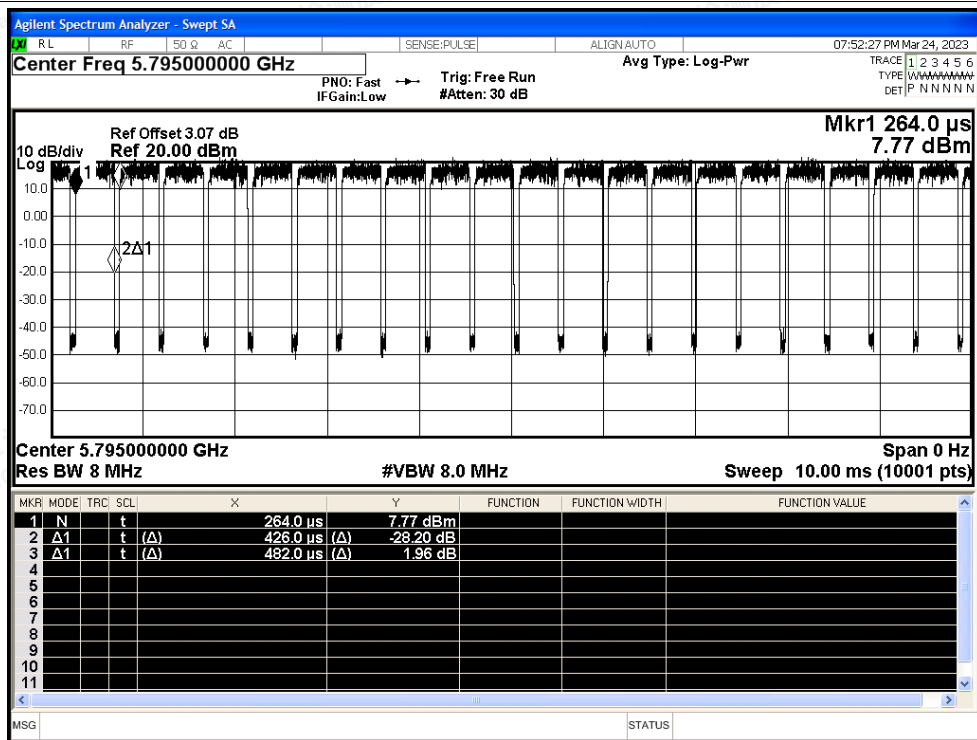 Agilent Spectrum Analyzer - Swept SA
LXI RL RF 50 Ω AC SENSE:PULSE ALIGN AUTO 07:52:27 PM Mar 24, 2023
Center Freq 5.795000000 GHz
PNO: Fast
IFGain:Low
Trig: Free Run
#Atten: 30 dB
Avg Type: Log-Pwr
TRACE 1 2 3 4 5 6
TYPE WWWWWW
DET P N N N N N
Mkr1 264.0 µs
7.77 dBm
Ref Offset 3.07 dB
10 dB/div Ref 20.00 dBm
Log
1
10.0
0.00
-10.0
2Δ1
-20.0
-30.0
-40.0
-50.0
-60.0
-70.0
Center 5.795000000 GHz Span 0 Hz
Res BW 8 MHz #VBW 8.0 MHz Sweep 10.00 ms (10001 pts)
MKR MODE TRC SCL X Y FUNCTION FUNCTION WIDTH FUNCTION VALUE
1 N t 264.0 µs 7.77 dBm
2 Δ1 t (Δ) 426.0 µs (Δ) -28.20 dB
3 Δ1 t (Δ) 482.0 µs (Δ) 1.96 dB
4
5
6
7
8
9
10
11
MSG STATUS